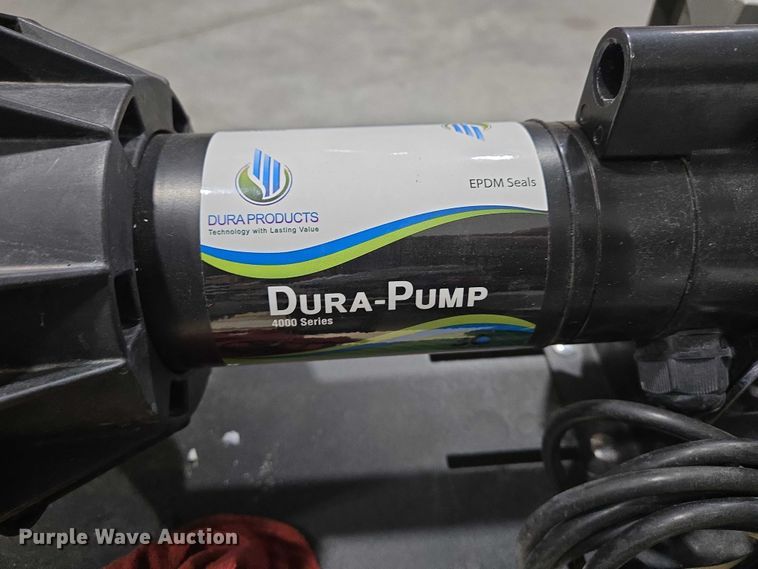 DURA PRODUCTS
Technology with Lasting Value
EPDM Seals
DURA-PUMP
4000 Series
Purple Wave Auction